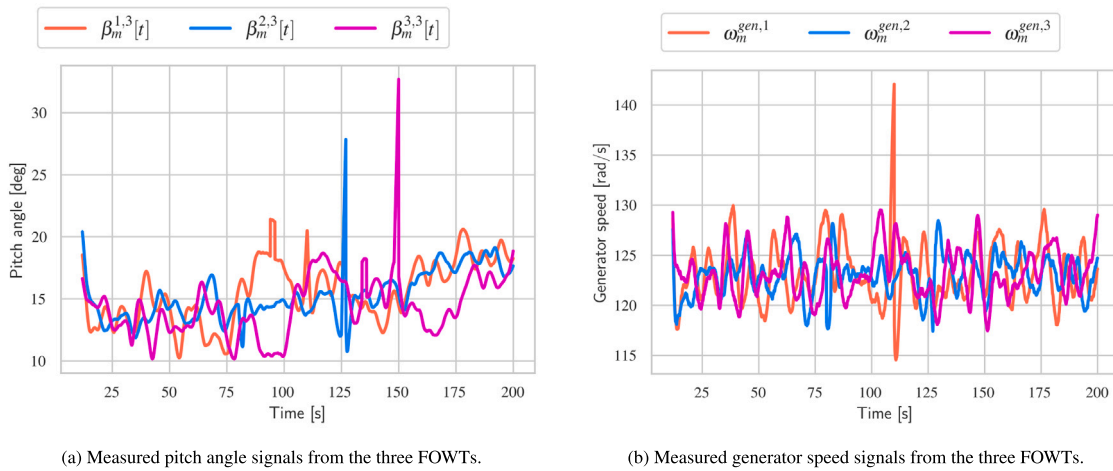 β_m^{1,3}[t] β_m^{2,3}[t] β_m^{3,3}[t]
30
25
20
15
10
Pitch angle [deg]
25 50 75 100 125 150 175 200
Time [s]
(a) Measured pitch angle signals from the three FOWTs.
ω_m^{gen,1} ω_m^{gen,2} ω_m^{gen,3}
140
135
130
125
120
115
Generator speed [rad/s]
25 50 75 100 125 150 175 200
Time [s]
(b) Measured generator speed signals from the three FOWTs.